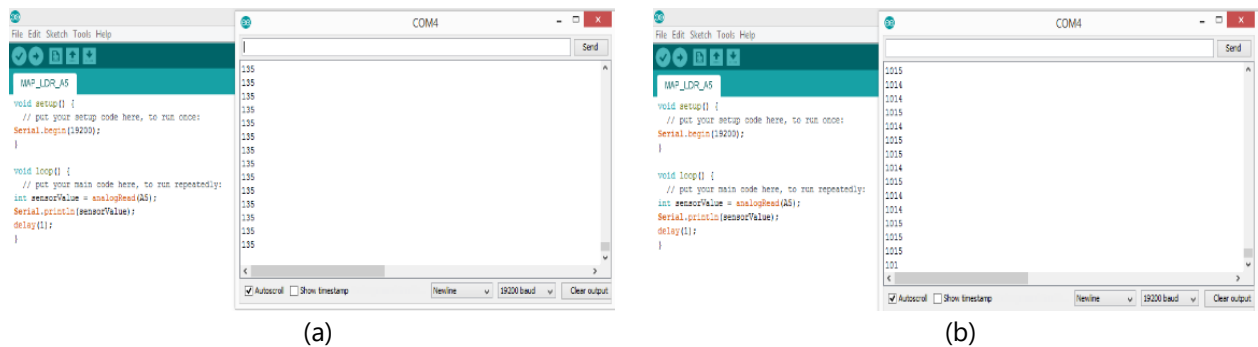 COM4
File Edit Sketch Tools Help
Send
MAP_LDR_A5
void setup() {
// put your setup code here, to run once:
Serial.begin(19200);
}
void loop() {
// put your main code here, to run repeatedly:
int sensorValue = analogRead(A5);
Serial.println(sensorValue);
delay(1);
}
135
135
135
135
135
135
135
135
135
135
135
135
135
135
Autoscroll Show timestamp Newline 19200 baud Clear output
(a)
COM4
File Edit Sketch Tools Help
Send
MAP_LDR_A5
void setup() {
// put your setup code here, to run once:
Serial.begin(19200);
}
void loop() {
// put your main code here, to run repeatedly:
int sensorValue = analogRead(A5);
Serial.println(sensorValue);
delay(1);
}
1015
1014
1014
1015
1014
1015
1015
1014
1015
1014
1014
1015
1015
1015
101
Autoscroll Show timestamp Newline 19200 baud Clear output
(b)